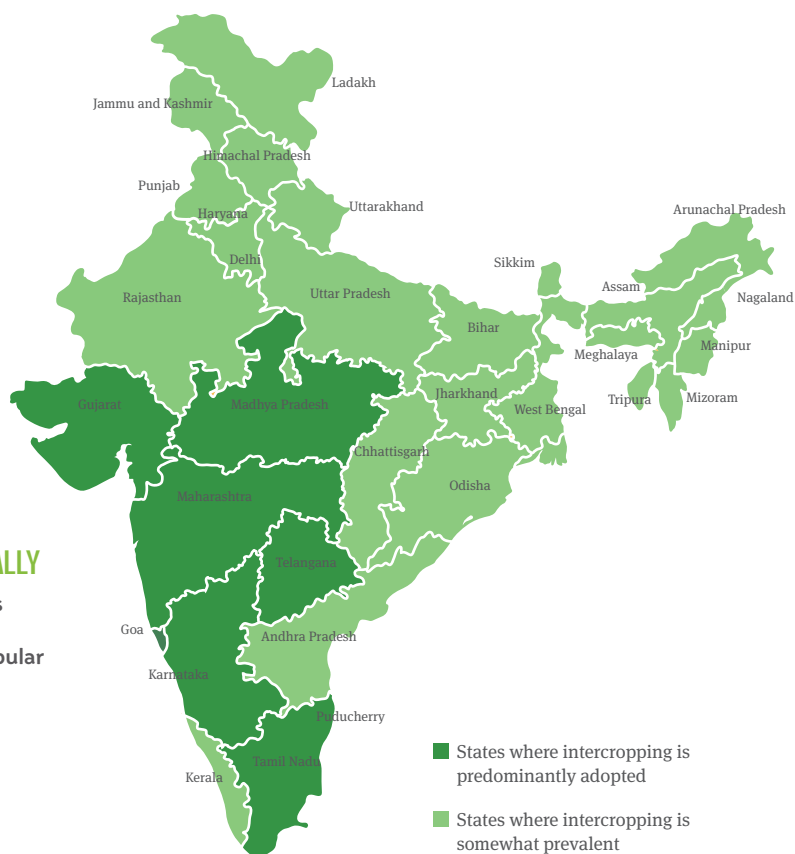 Ladakh
Jammu and Kashmir
Himachal Pradesh
Punjab
Uttarakhand
Haryana
Arunachal Pradesh
Delhi
Sikkim
Assam
Rajasthan
Uttar Pradesh
Nagaland
Bihar
Manipur
Meghalaya
Jharkhand
Gujarat
Madhya Pradesh
West Bengal
Tripura
Mizoram
Chhattisgarh
Odisha
Maharashtra
Telangana
ALLY
s
Goa
Andhra Pradesh
pular
Karnataka
Puducherry
Tamil Nadu
Kerala
States where intercropping is
predominantly adopted
States where intercropping is
somewhat prevalent